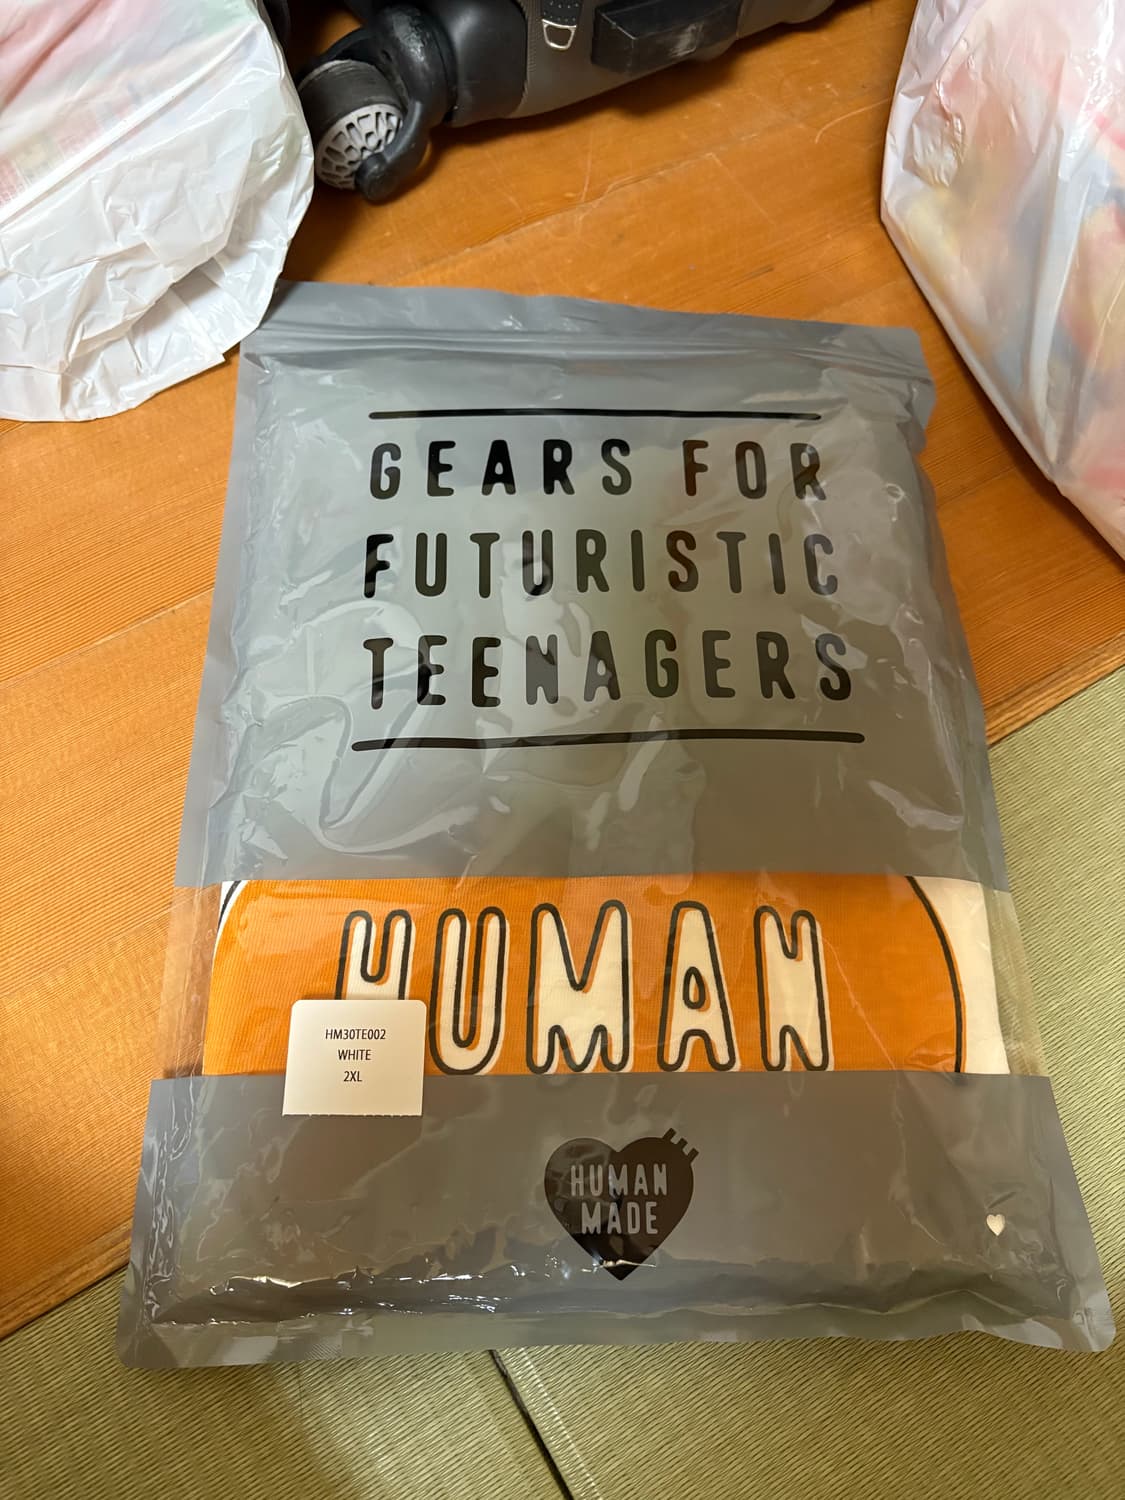 GEARS FOR
FUTURISTIC
TEENAGERS
HUMAN
HM30TE002
WHITE
2XL
HUMAN
MADE